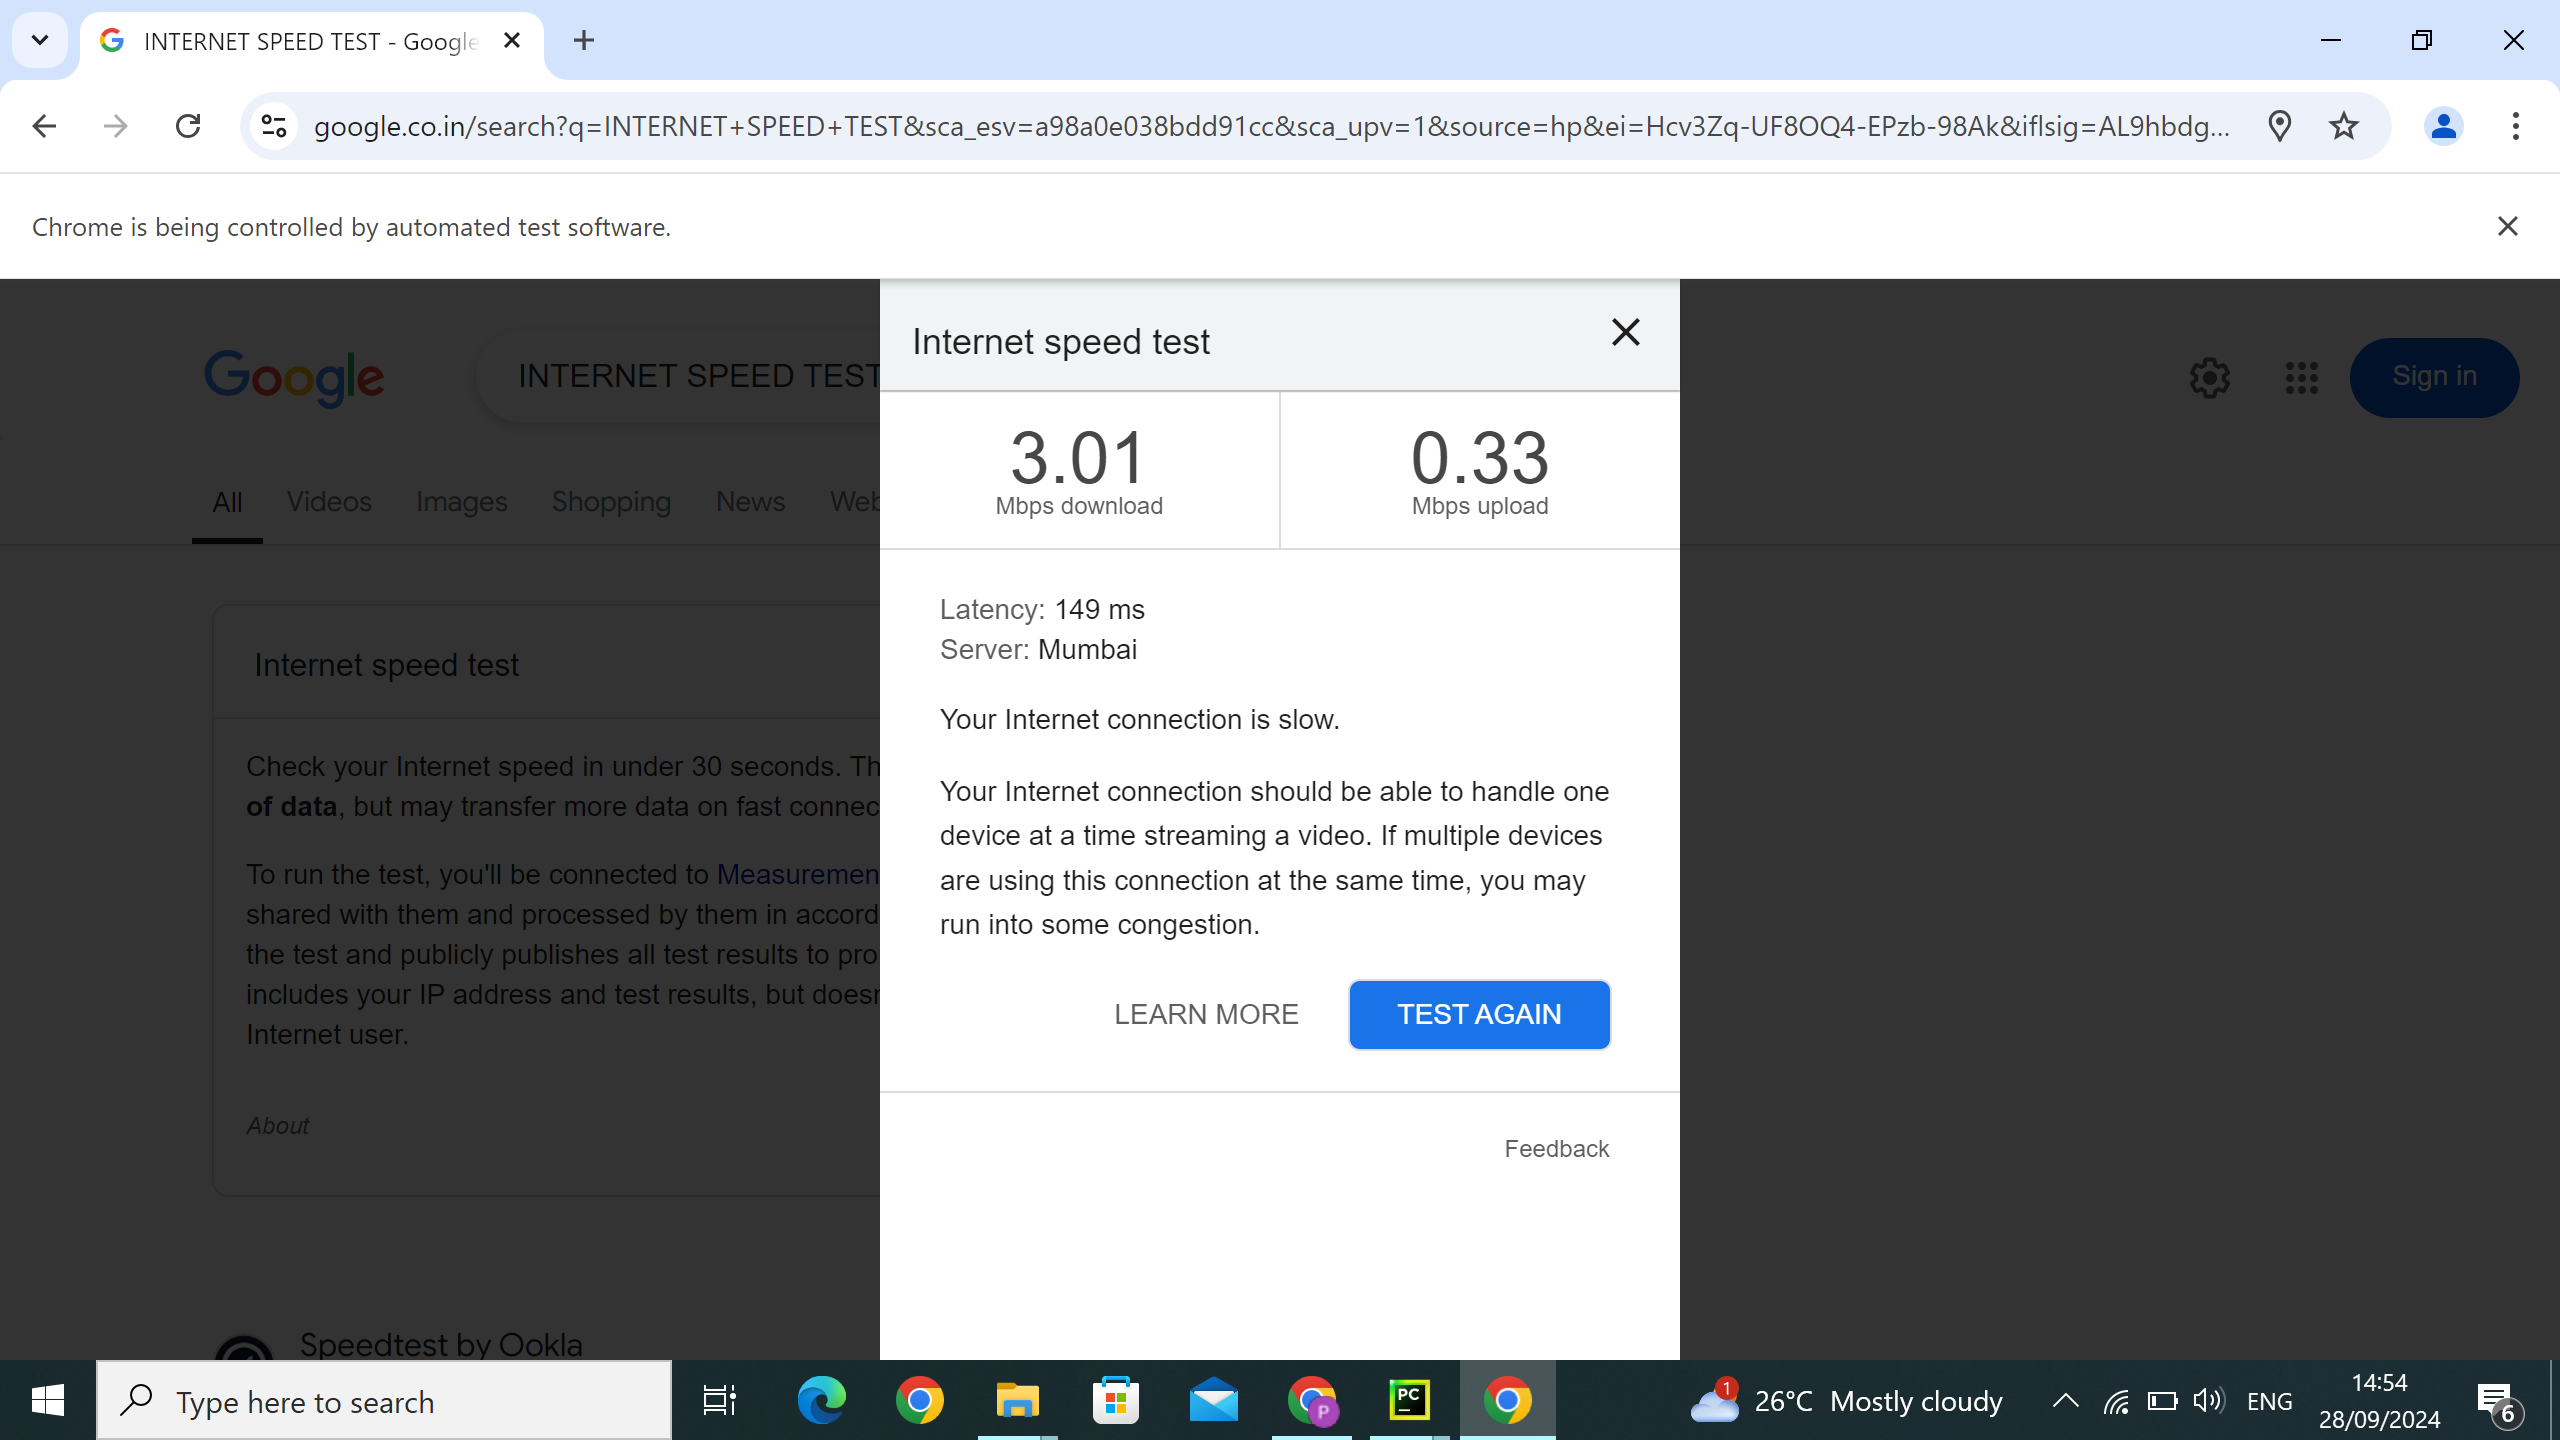 INTERNET SPEED TEST - Google
google.co.in/search?q=INTERNET+SPEED+TEST&sca_esv=a98a0e038bdd91cc&sca_upv=1&source=hp&ei=Hcv3Zq-UF8OQ4-EPzb-98Ak&iflsig=AL9hbdg...
Chrome is being controlled by automated test software.
Google
INTERNET SPEED TEST
Sign in
All Videos Images Shopping News Web
Internet speed test
Check your Internet speed in under 30 seconds. Th
of data, but may transfer more data on fast connec
To run the test, you'll be connected to Measuremen
shared with them and processed by them in accord
the test and publicly publishes all test results to pro
includes your IP address and test results, but doesn
Internet user.
About
Speedtest by Ookla
Internet speed test
3.01
Mbps download
0.33
Mbps upload
Latency: 149 ms
Server: Mumbai
Your Internet connection is slow.
Your Internet connection should be able to handle one
device at a time streaming a video. If multiple devices
are using this connection at the same time, you may
run into some congestion.
LEARN MORE TEST AGAIN
Feedback
Type here to search
P
PC
1
26°C Mostly cloudy
ENG
14:54
28/09/2024
6